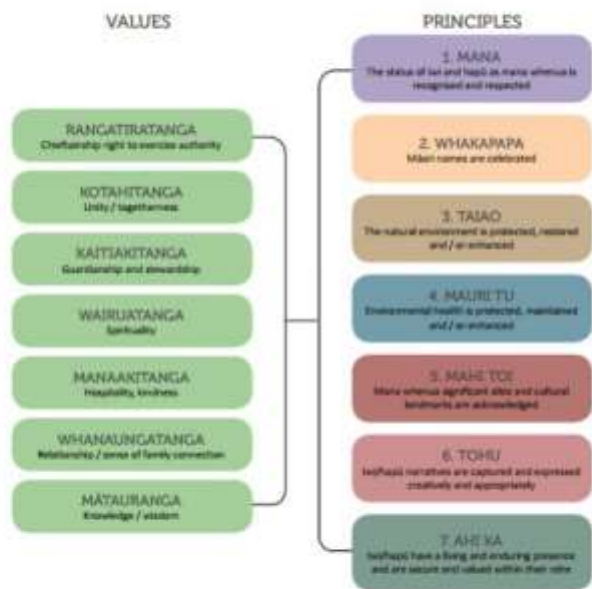 VALUES
RANGATIRATANGA
Chieftainship right to exercise authority
KOTAHITANGA
Unity / togetherness
KAITIAKITANGA
Guardianship and stewardship
WAIRUATANGA
Spirituality
MANAAKITANGA
Hospitality, kindness
WHANAUNGATANGA
Relationship / sense of family connection
MĀTAURANGA
Knowledge / wisdom
PRINCIPLES
1. MANA
The status of iwi and hapū as mana whenua is
recognised and respected
2. WHAKAPAPA
Māori names are celebrated
3. TAIAO
The natural environment is protected, restored
and / or enhanced
4. MAURI TU
Environmental health is protected, maintained
and / or enhanced
5. MAHI TOI
Mana whenua significant sites and cultural
landmarks are acknowledged
6. TOHU
Iwi/hapū narratives are captured and expressed
creatively and appropriately
7. AHI KA
Iwi/hapū have a living and enduring presence
and are secure and valued within their rohe